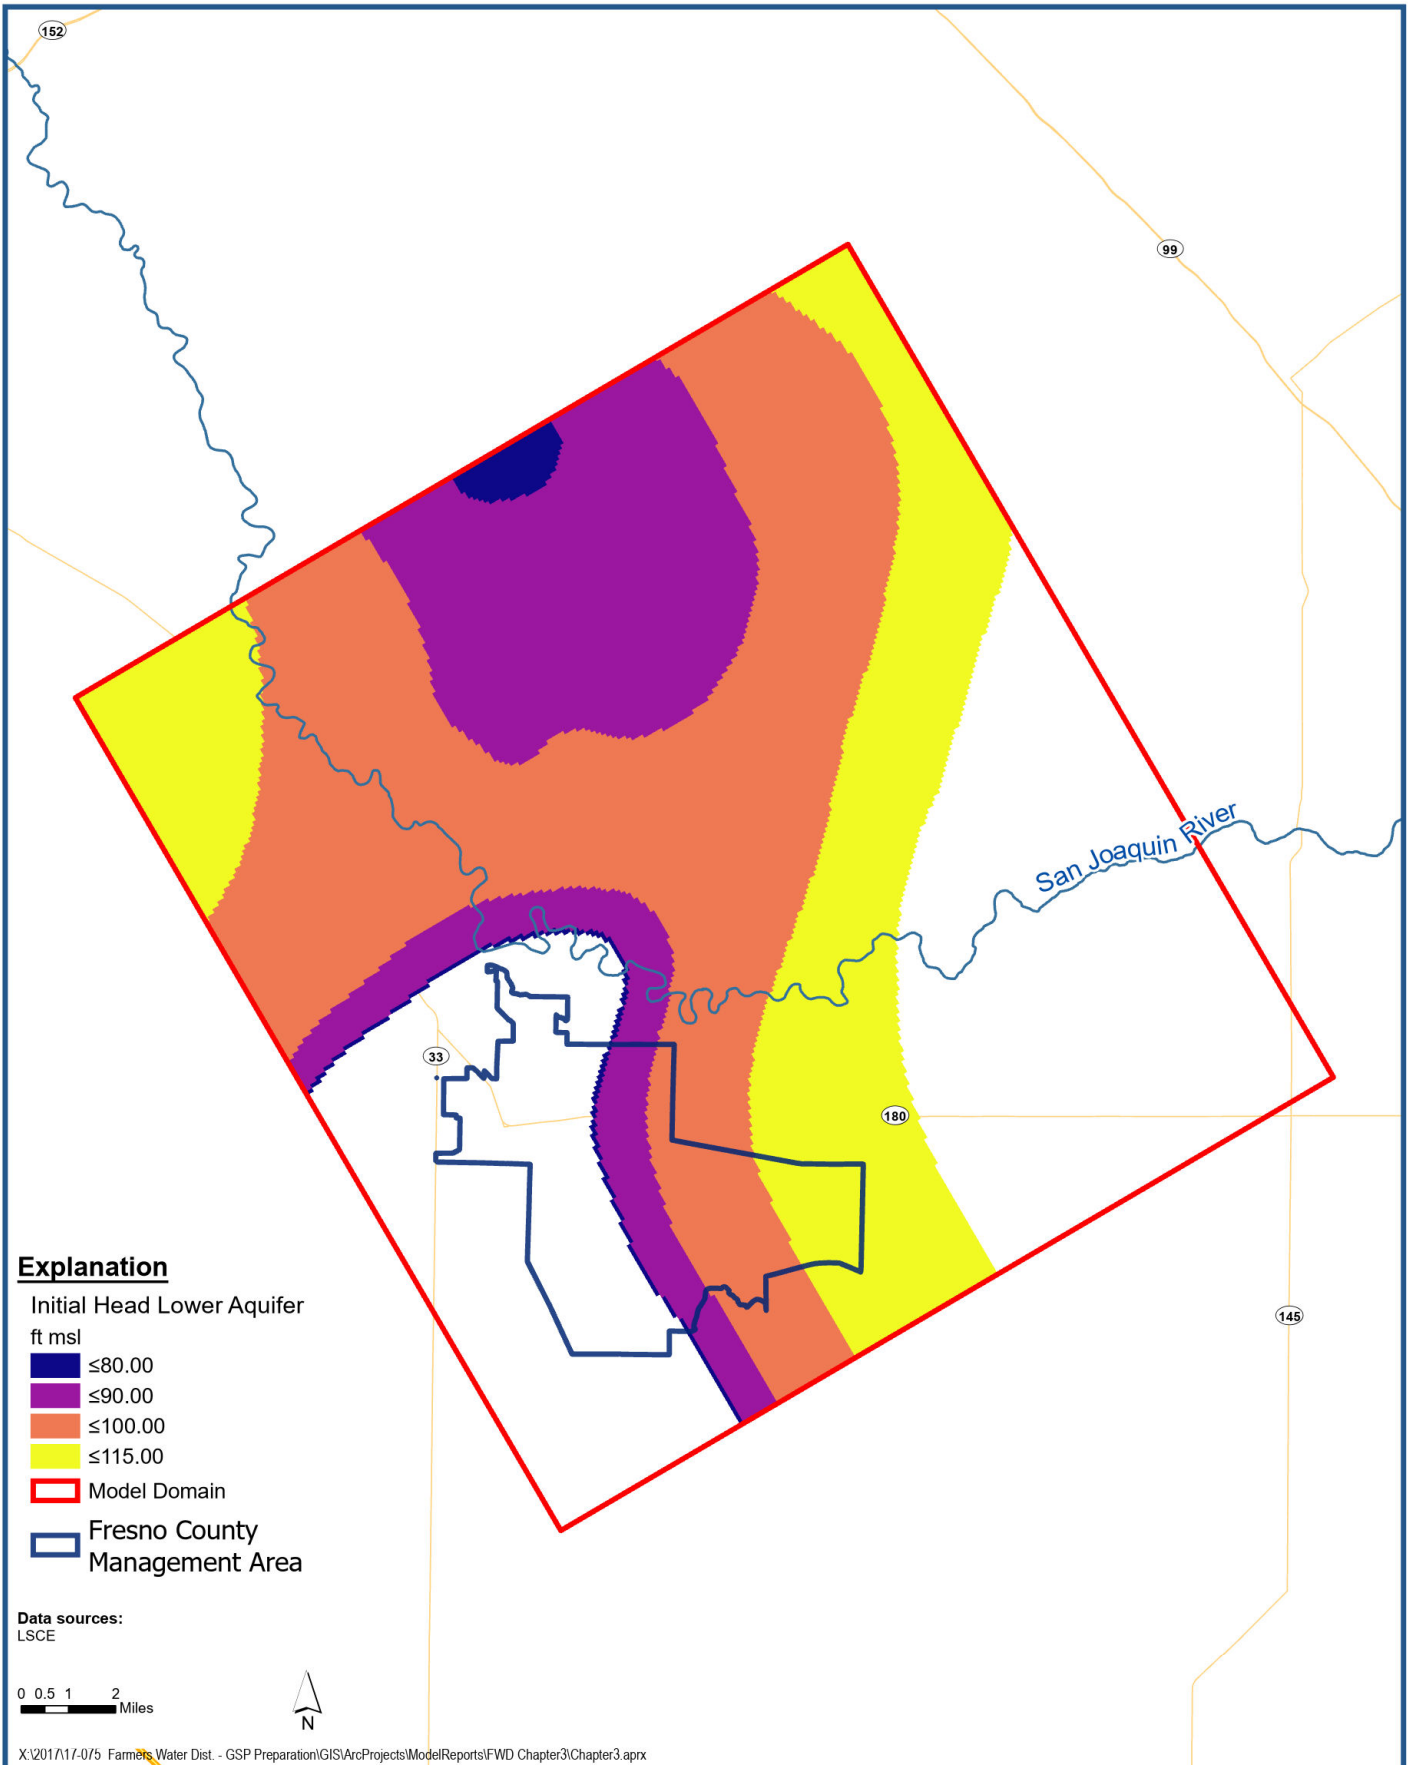 152
99
San Joaquin River
33
180
145
Explanation
Initial Head Lower Aquifer
ft msl
≤80.00
≤90.00
≤100.00
≤115.00
Model Domain
Fresno County
Management Area
Data sources:
LSCE
0 0.5 1 2
Miles
N
X:\2017\17-075 Farmers Water Dist. - GSP Preparation\GIS\ArcProjects\ModelReports\FWD Chapter3\Chapter3.aprx